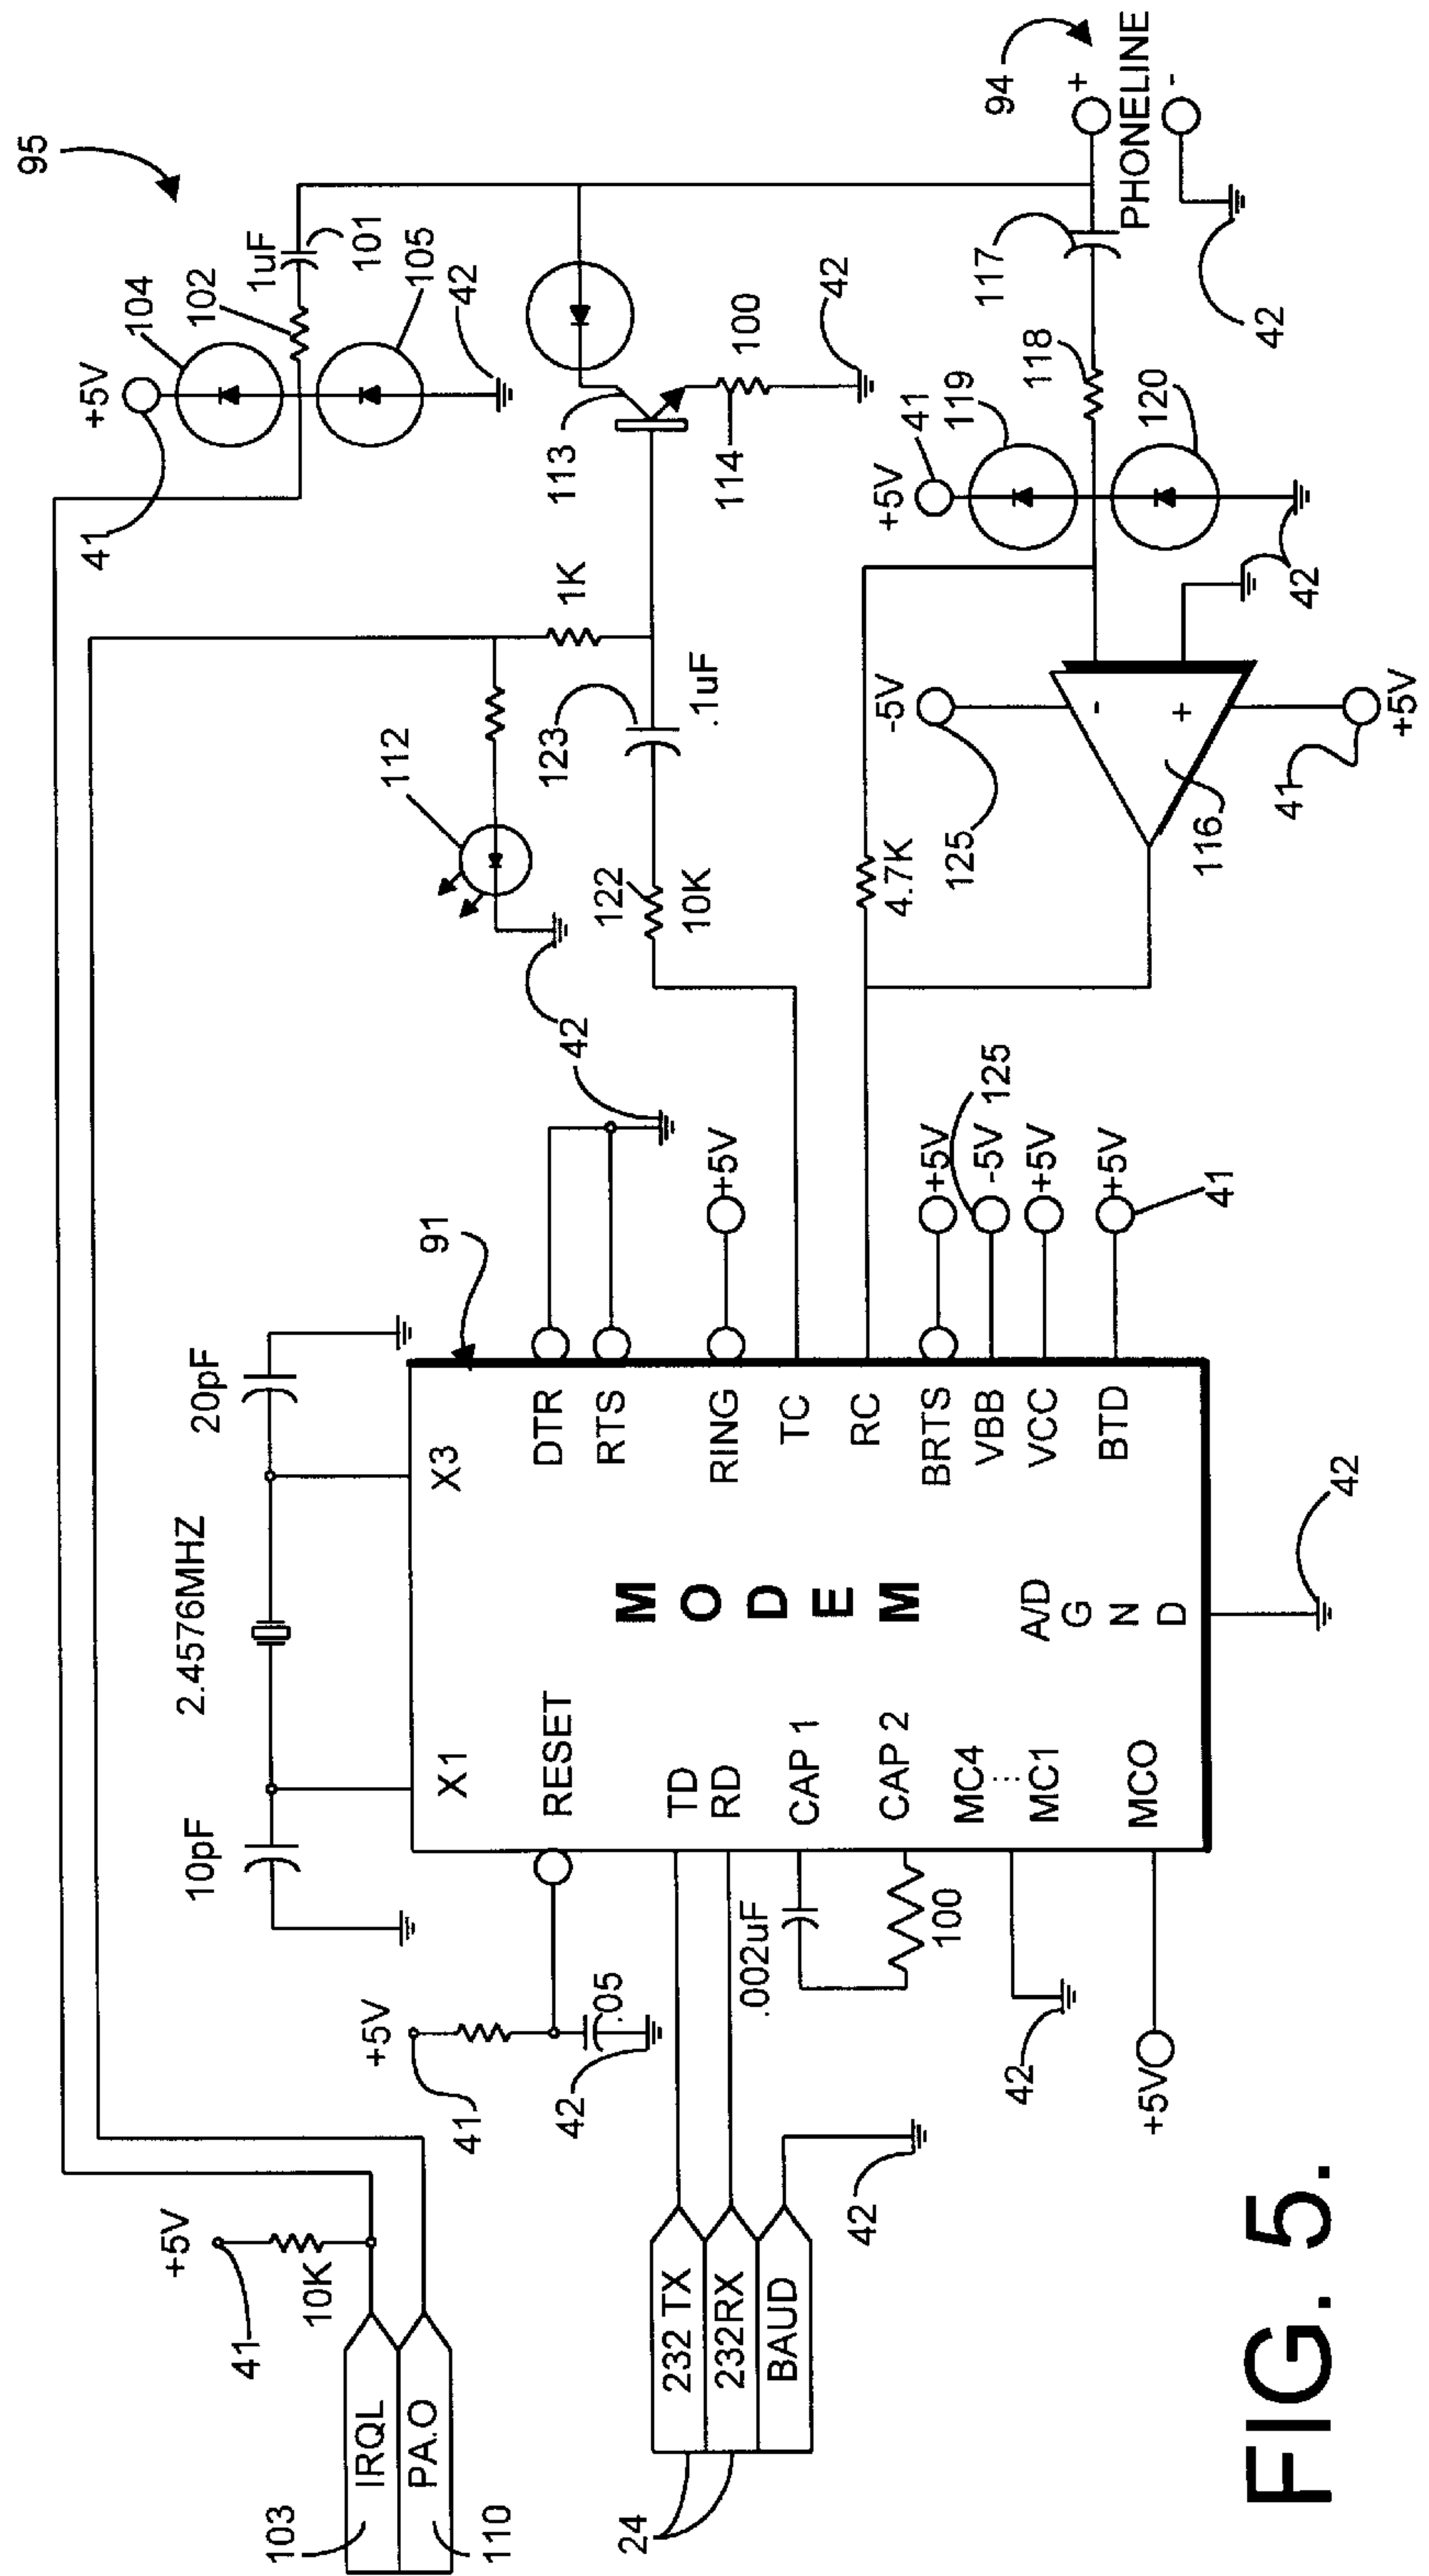 95
+5V
104
102
1uF
101
105
42
41
113
114
100
42
94
+
PHONELINE
-
42
117
118
119
120
41
+5V
42
1K
112
123
.1uF
122
10K
42
4.7K
-5V
125
-
+
116
41
+5V
103
IRQL
PA.O
110
41
+5V
10K
10pF
2.4576MHZ
20pF
91
42
X1
X3
RESET
DTR
RTS
RING
+5V
TD
RD
TC
RC
CAP 1
CAP 2
MC4
MC1
MCO
MODEM
A/D
G
N
D
BRTS
VBB
VCC
BTD
+5V
-5V
+5V
+5V
125
41
42
+5V
41
.05
42
24
232 TX
232RX
BAUD
42
.002uF
100
42
+5V
FIG. 5.